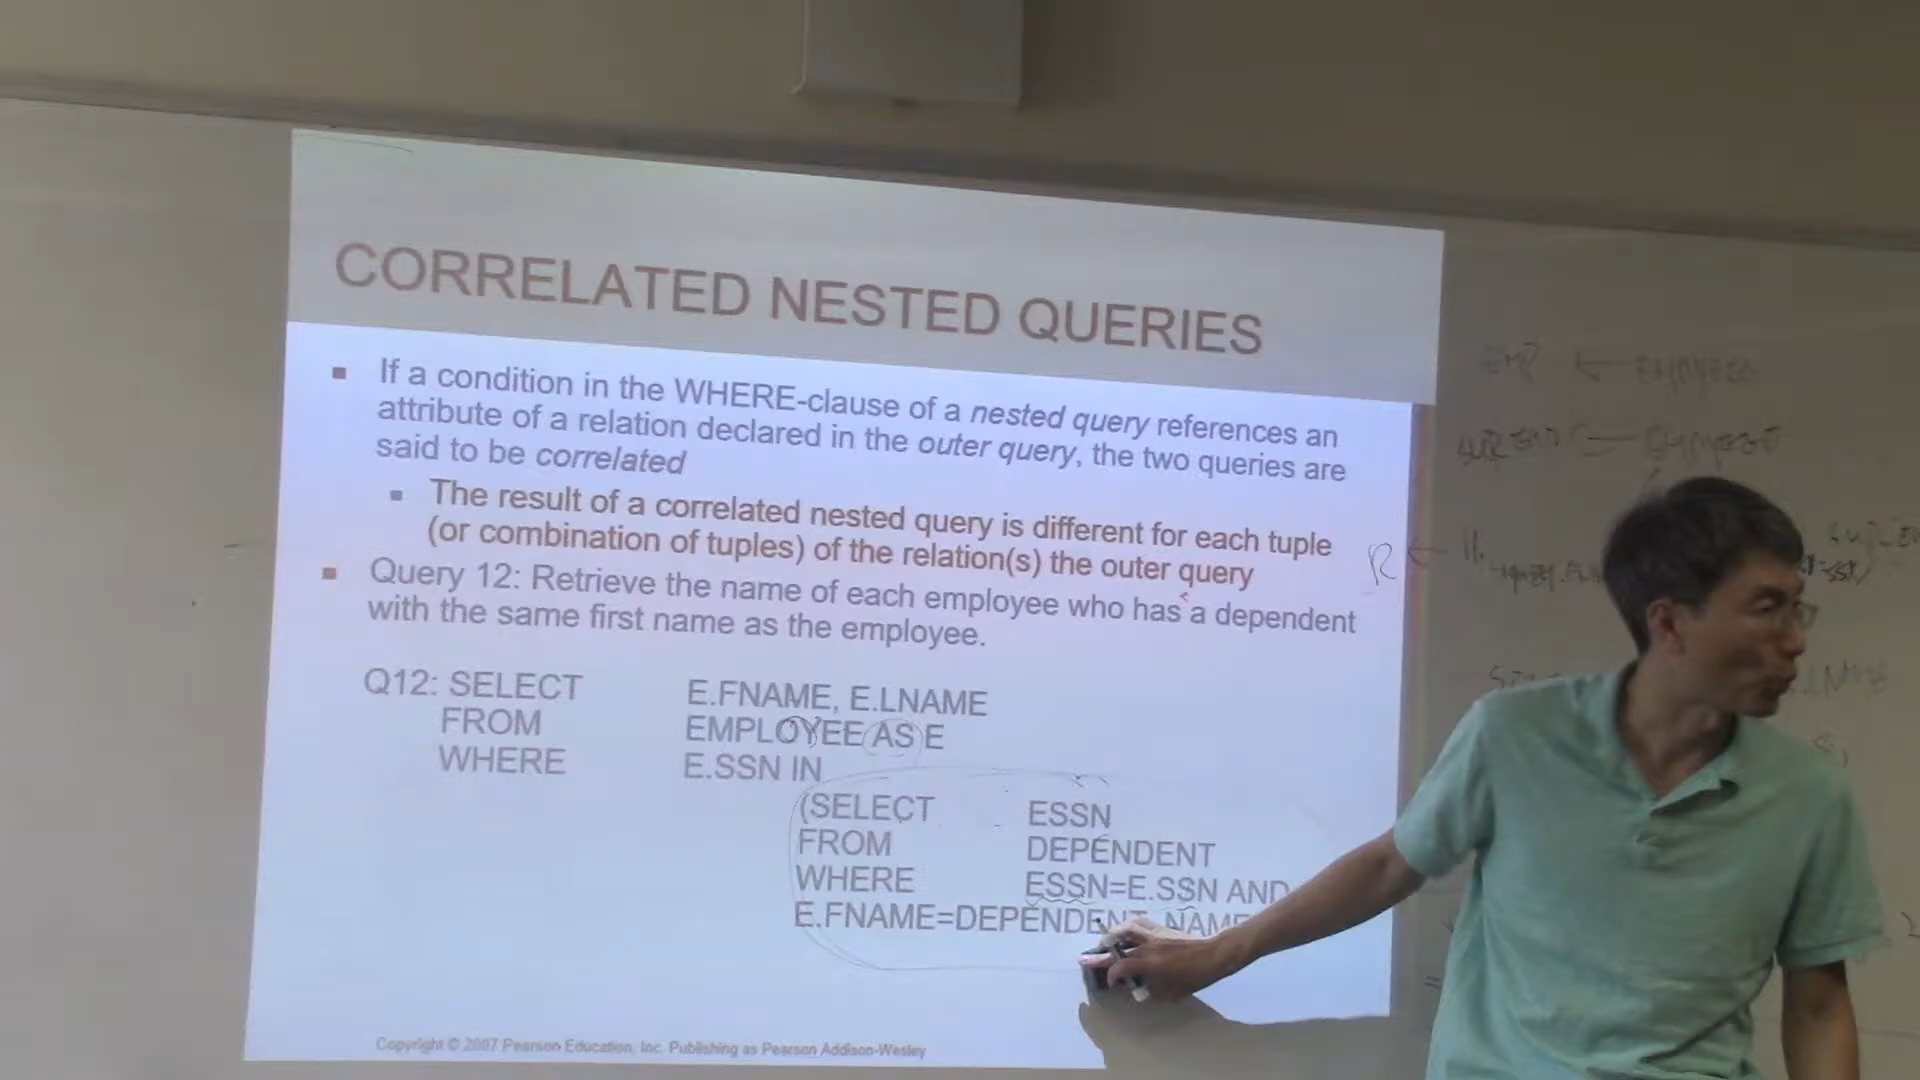 CORRELATED NESTED QUERIES
If a condition in the WHERE-clause of a nested query references an
attribute of a relation declared in the outer query, the two queries are
said to be correlated
The result of a correlated nested query is different for each tuple
(or combination of tuples) of the relation(s) the outer query
Query 12: Retrieve the name of each employee who has a dependent
with the same first name as the employee.
Q12: SELECT E.FNAME, E.LNAME
FROM EMPLOYEE AS E
WHERE E.SSN IN
(SELECT ESSN
FROM DEPENDENT
WHERE ESSN=E.SSN AND
E.FNAME=DEPENDENT_NAME
Copyright © 2007 Pearson Education, Inc. Publishing as Pearson Addison-Wesley
EMP ← EMPLOYEE
R ←